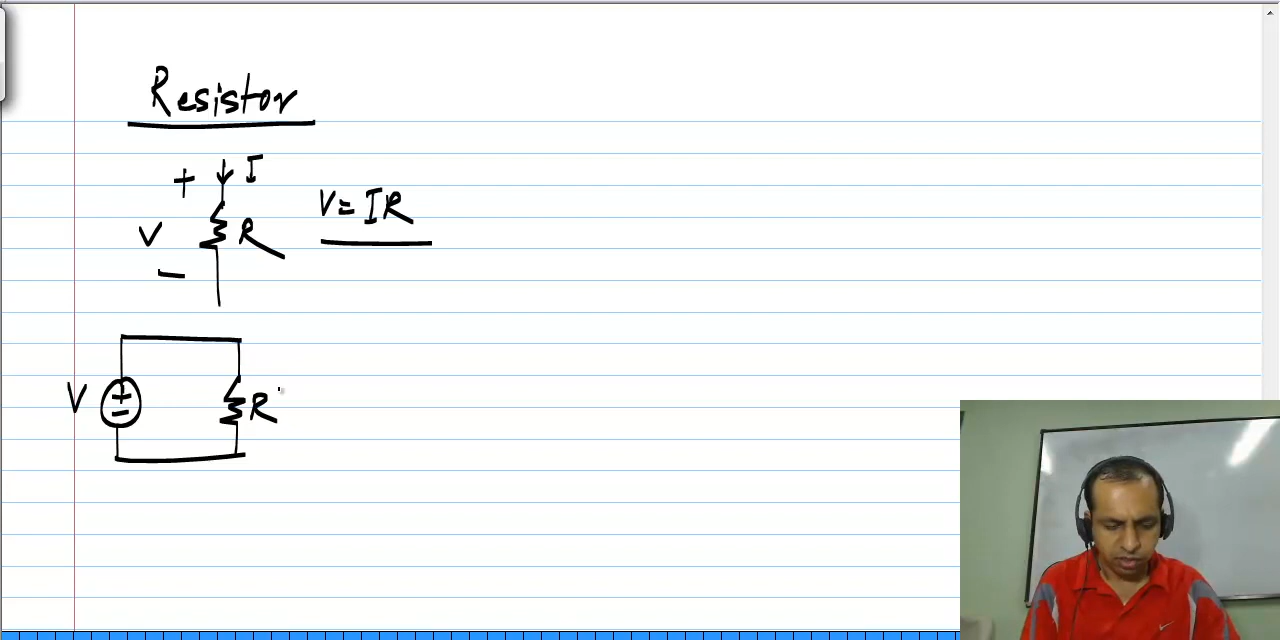 Resistor
+ I
V R V = IR
−
V + − R